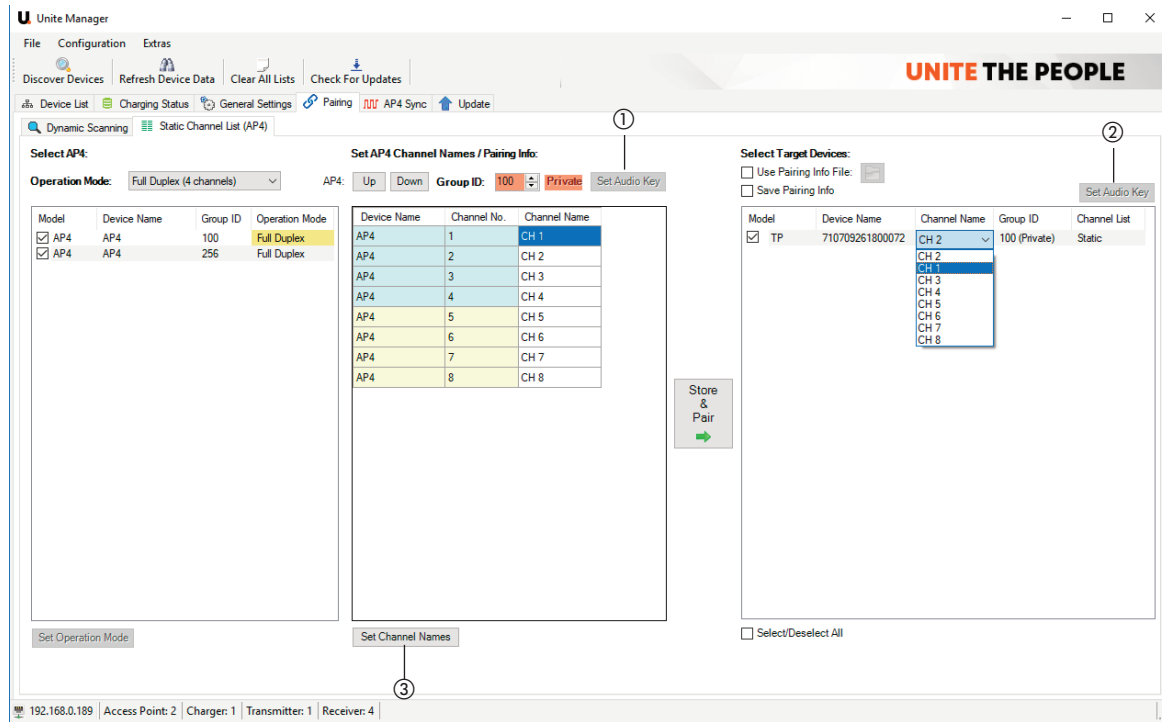 U. Unite Manager
File Configuration Extras
Discover Devices Refresh Device Data Clear All Lists Check For Updates
UNITE THE PEOPLE
Device List Charging Status General Settings Pairing AP4 Sync Update
Dynamic Scanning Static Channel List (AP4)
①
②
Select AP4:
Set AP4 Channel Names / Pairing Info:
Select Target Devices:
Use Pairing Info File:
Operation Mode: Full Duplex (4 channels) AP4: Up Down Group ID: 100 Private Set Audio Key
Save Pairing Info Set Audio Key
Model Device Name Group ID Operation Mode
AP4 AP4 100 Full Duplex
AP4 AP4 256 Full Duplex
Device Name Channel No. Channel Name
AP4 1 CH 1
AP4 2 CH 2
AP4 3 CH 3
AP4 4 CH 4
AP4 5 CH 5
AP4 6 CH 6
AP4 7 CH 7
AP4 8 CH 8
Store
&
Pair
Model Device Name Channel Name Group ID Channel List
TP 710709261800072 CH 2 100 (Private) Static
CH 2
CH 1
CH 3
CH 4
CH 5
CH 6
CH 7
CH 8
Set Operation Mode
Set Channel Names
Select/Deselect All
③
192.168.0.189 Access Point: 2 Charger: 1 Transmitter: 1 Receiver: 4